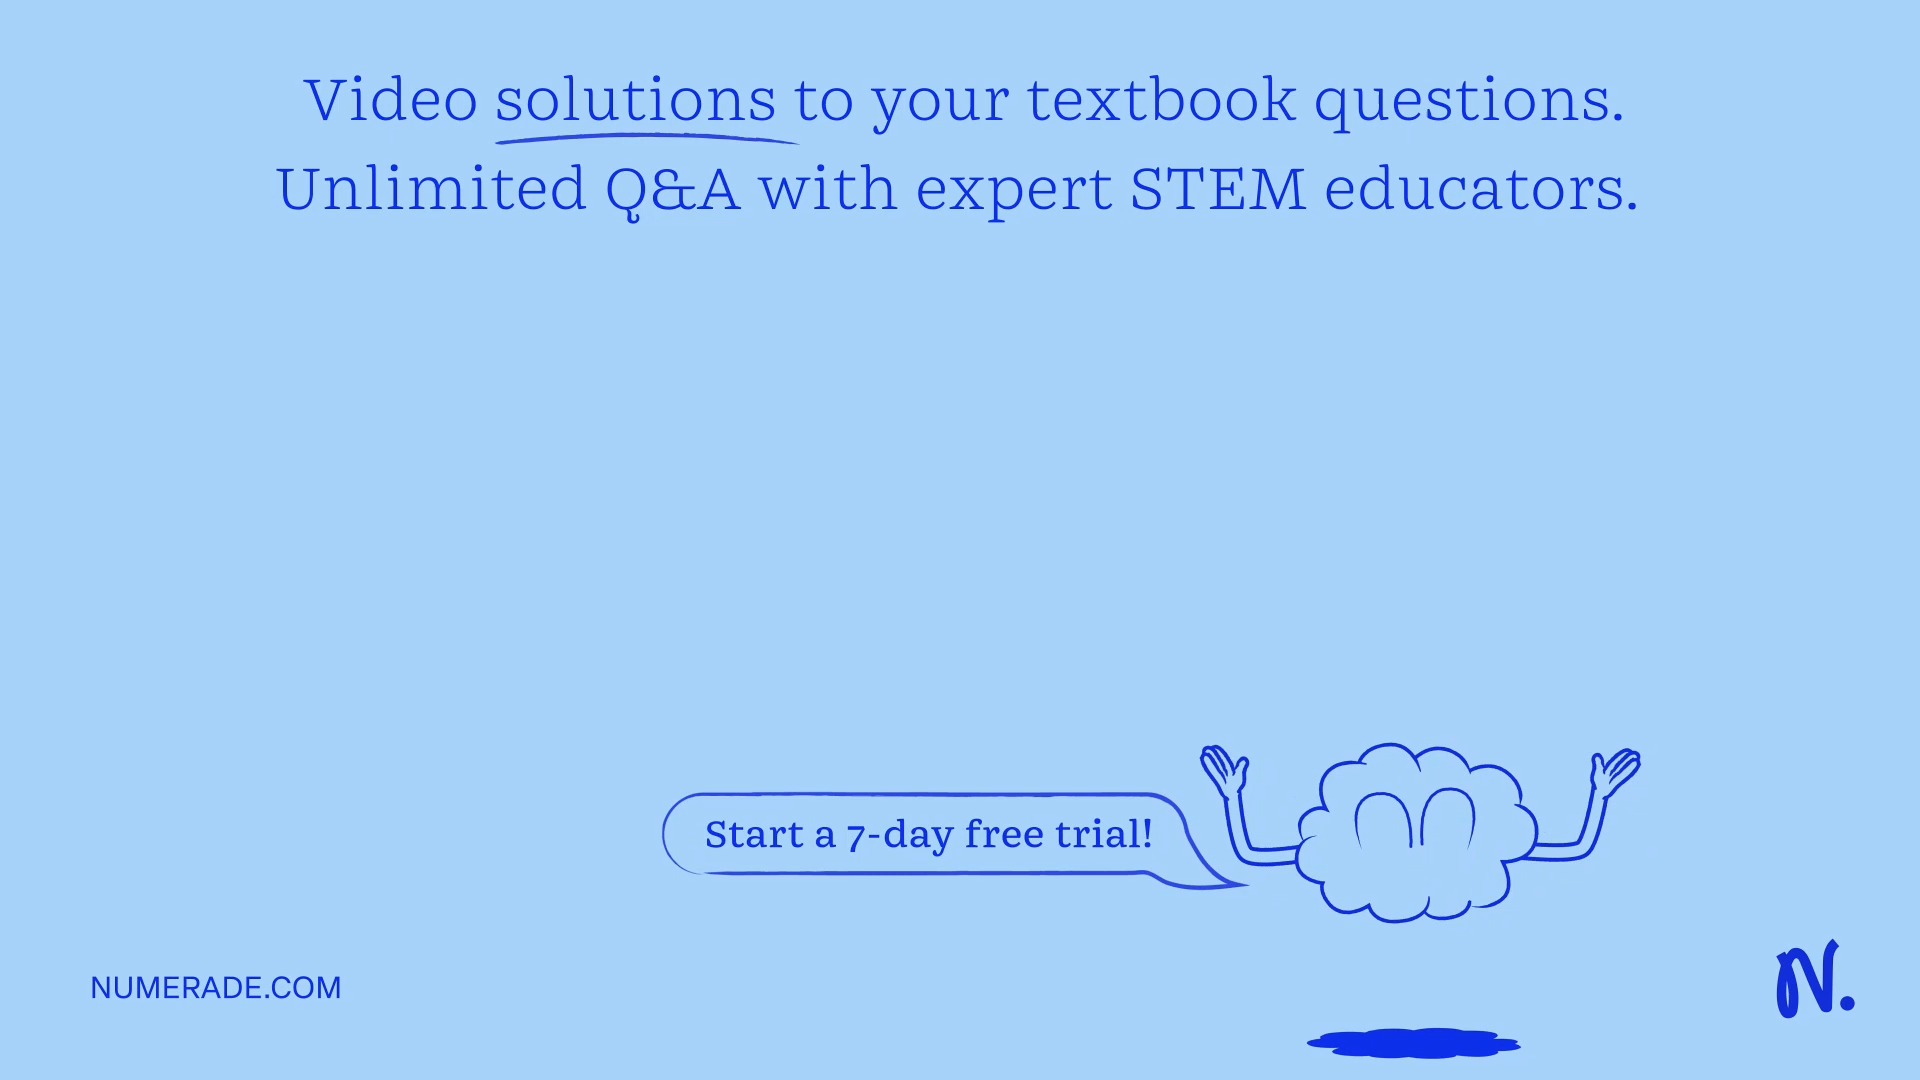 Video solutions to your textbook questions.
Unlimited Q&A with expert STEM educators.
Start a 7-day free trial!
NUMERADE.COM
N.